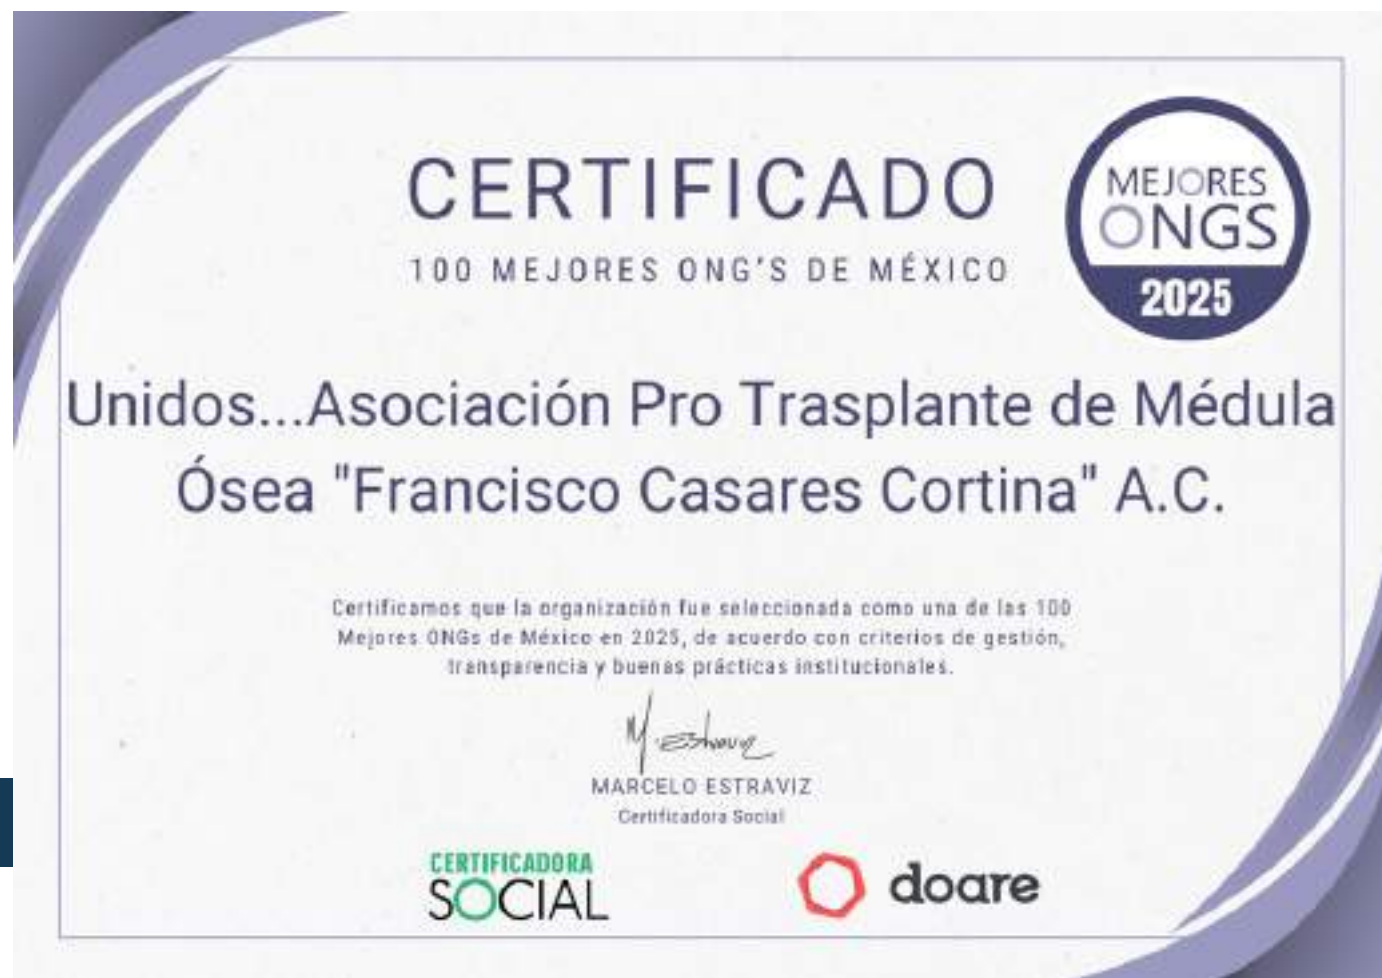 CERTIFICADO
100 MEJORES ONG'S DE MÉXICO
MEJORES
ONGS
2025
Unidos...Asociación Pro Trasplante de Médula
Ósea "Francisco Casares Cortina" A.C.
Certificamos que la organización fue seleccionada como una de las 100
Mejores ONGs de México en 2025, de acuerdo con criterios de gestión,
transparencia y buenas prácticas institucionales.
M. Estraviz
MARCELO ESTRAVIZ
Certificadora Social
CERTIFICADORA
SOCIAL
doare